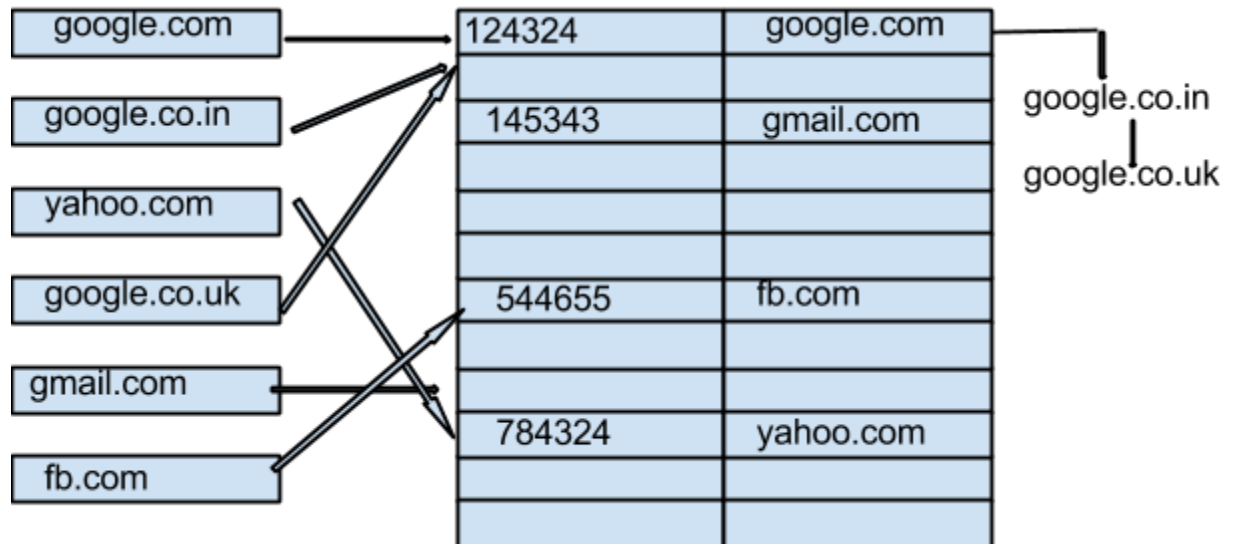 google.com
google.co.in
yahoo.com
google.co.uk
gmail.com
fb.com
124324 google.com
145343 gmail.com
544655 fb.com
784324 yahoo.com
google.co.in
google.co.uk